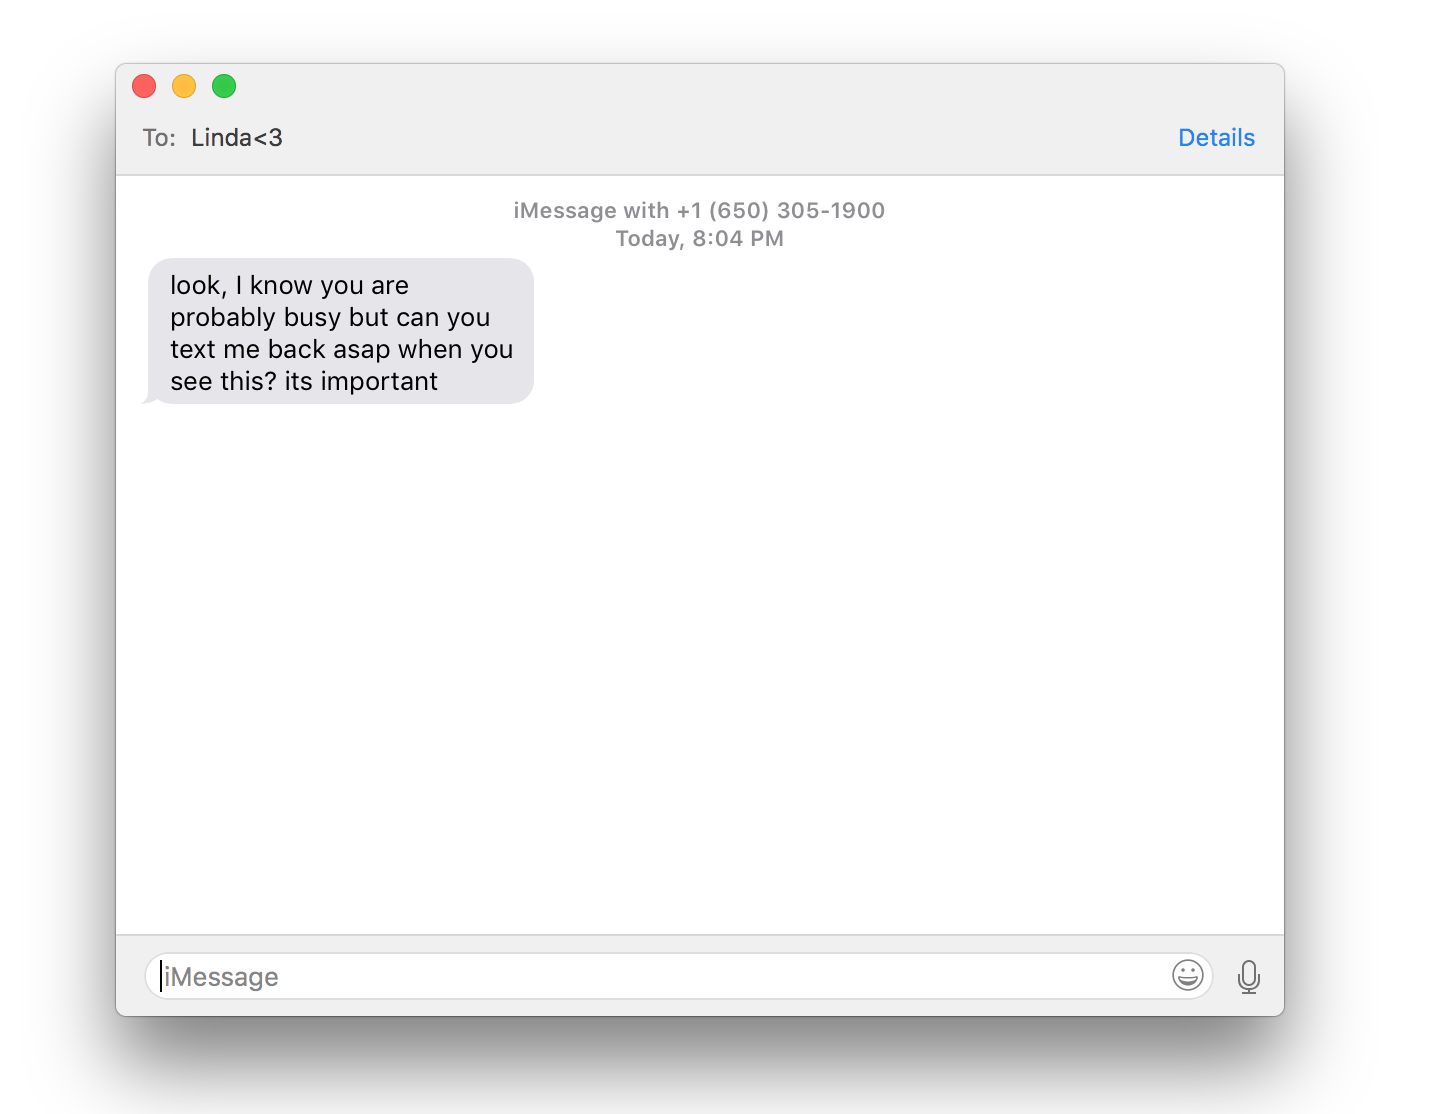 To: Linda<3
Details
iMessage with +1 (650) 305-1900
Today, 8:04 PM
look, I know you are
probably busy but can you
text me back asap when you
see this? its important
iMessage